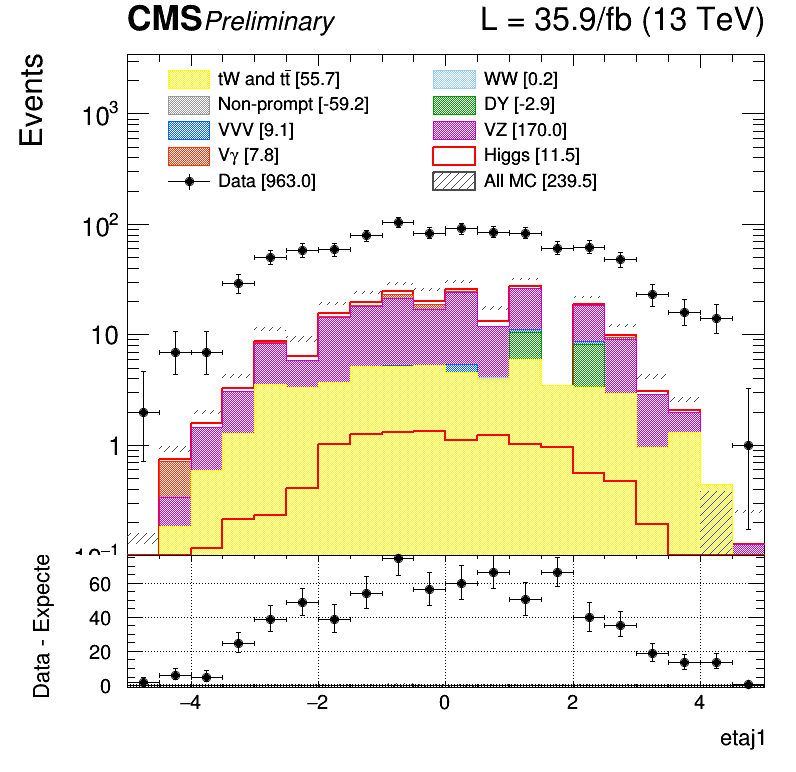 CMS Preliminary L = 35.9/fb (13 TeV)
Events
tW and tt̄ [55.7] WW [0.2]
Non-prompt [-59.2] DY [-2.9]
VVV [9.1] VZ [170.0]
Vγ [7.8] Higgs [11.5]
Data [963.0] All MC [239.5]
10³
10²
10
1
10⁻¹
Data - Expecte
60
40
20
0
−4 −2 0 2 4
etaj1